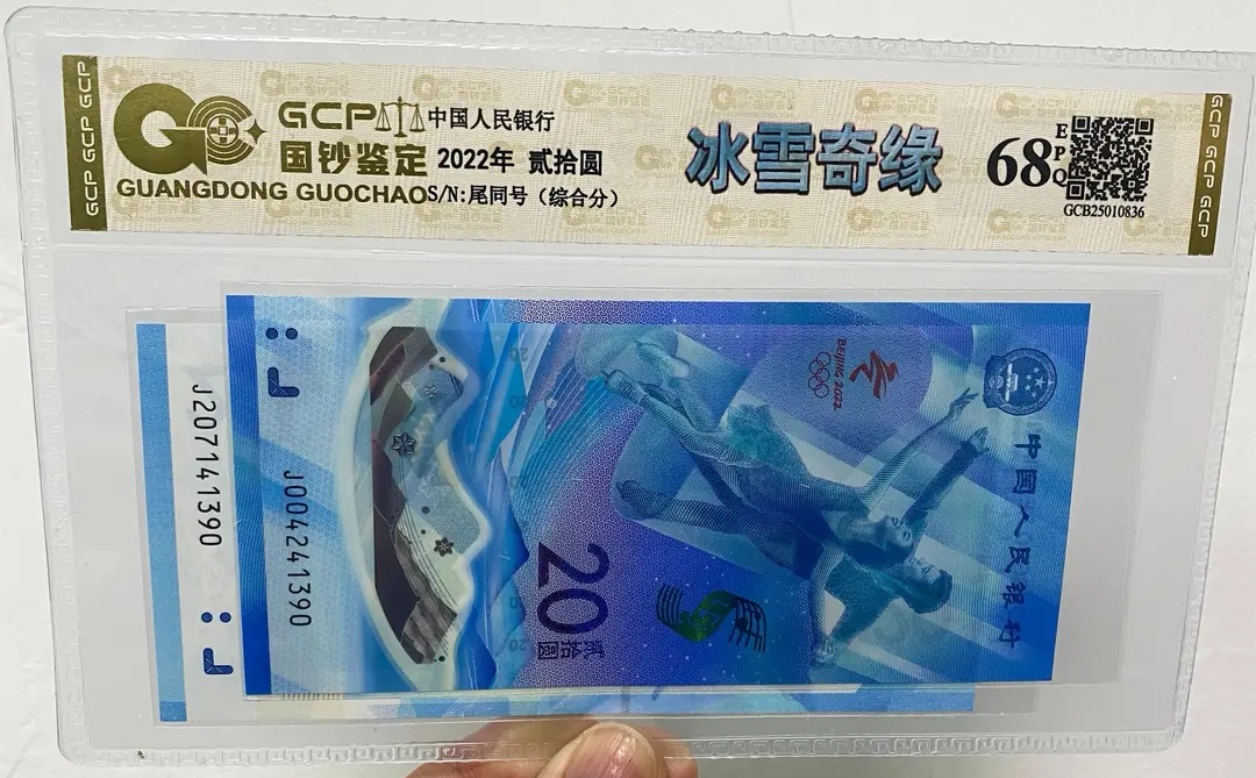 GCP GCP GCP
GCP
国钞鉴定
GUANGDONG GUOCHAO
中国人民银行
2022年 贰拾圆
S/N:尾同号（综合分）
冰雪奇缘
68
EPQ
GCB25010836
GCP GCP GCP
J207141390
J004241390
20
贰拾圆
BEIJING 2022
中国人民银行
20
20